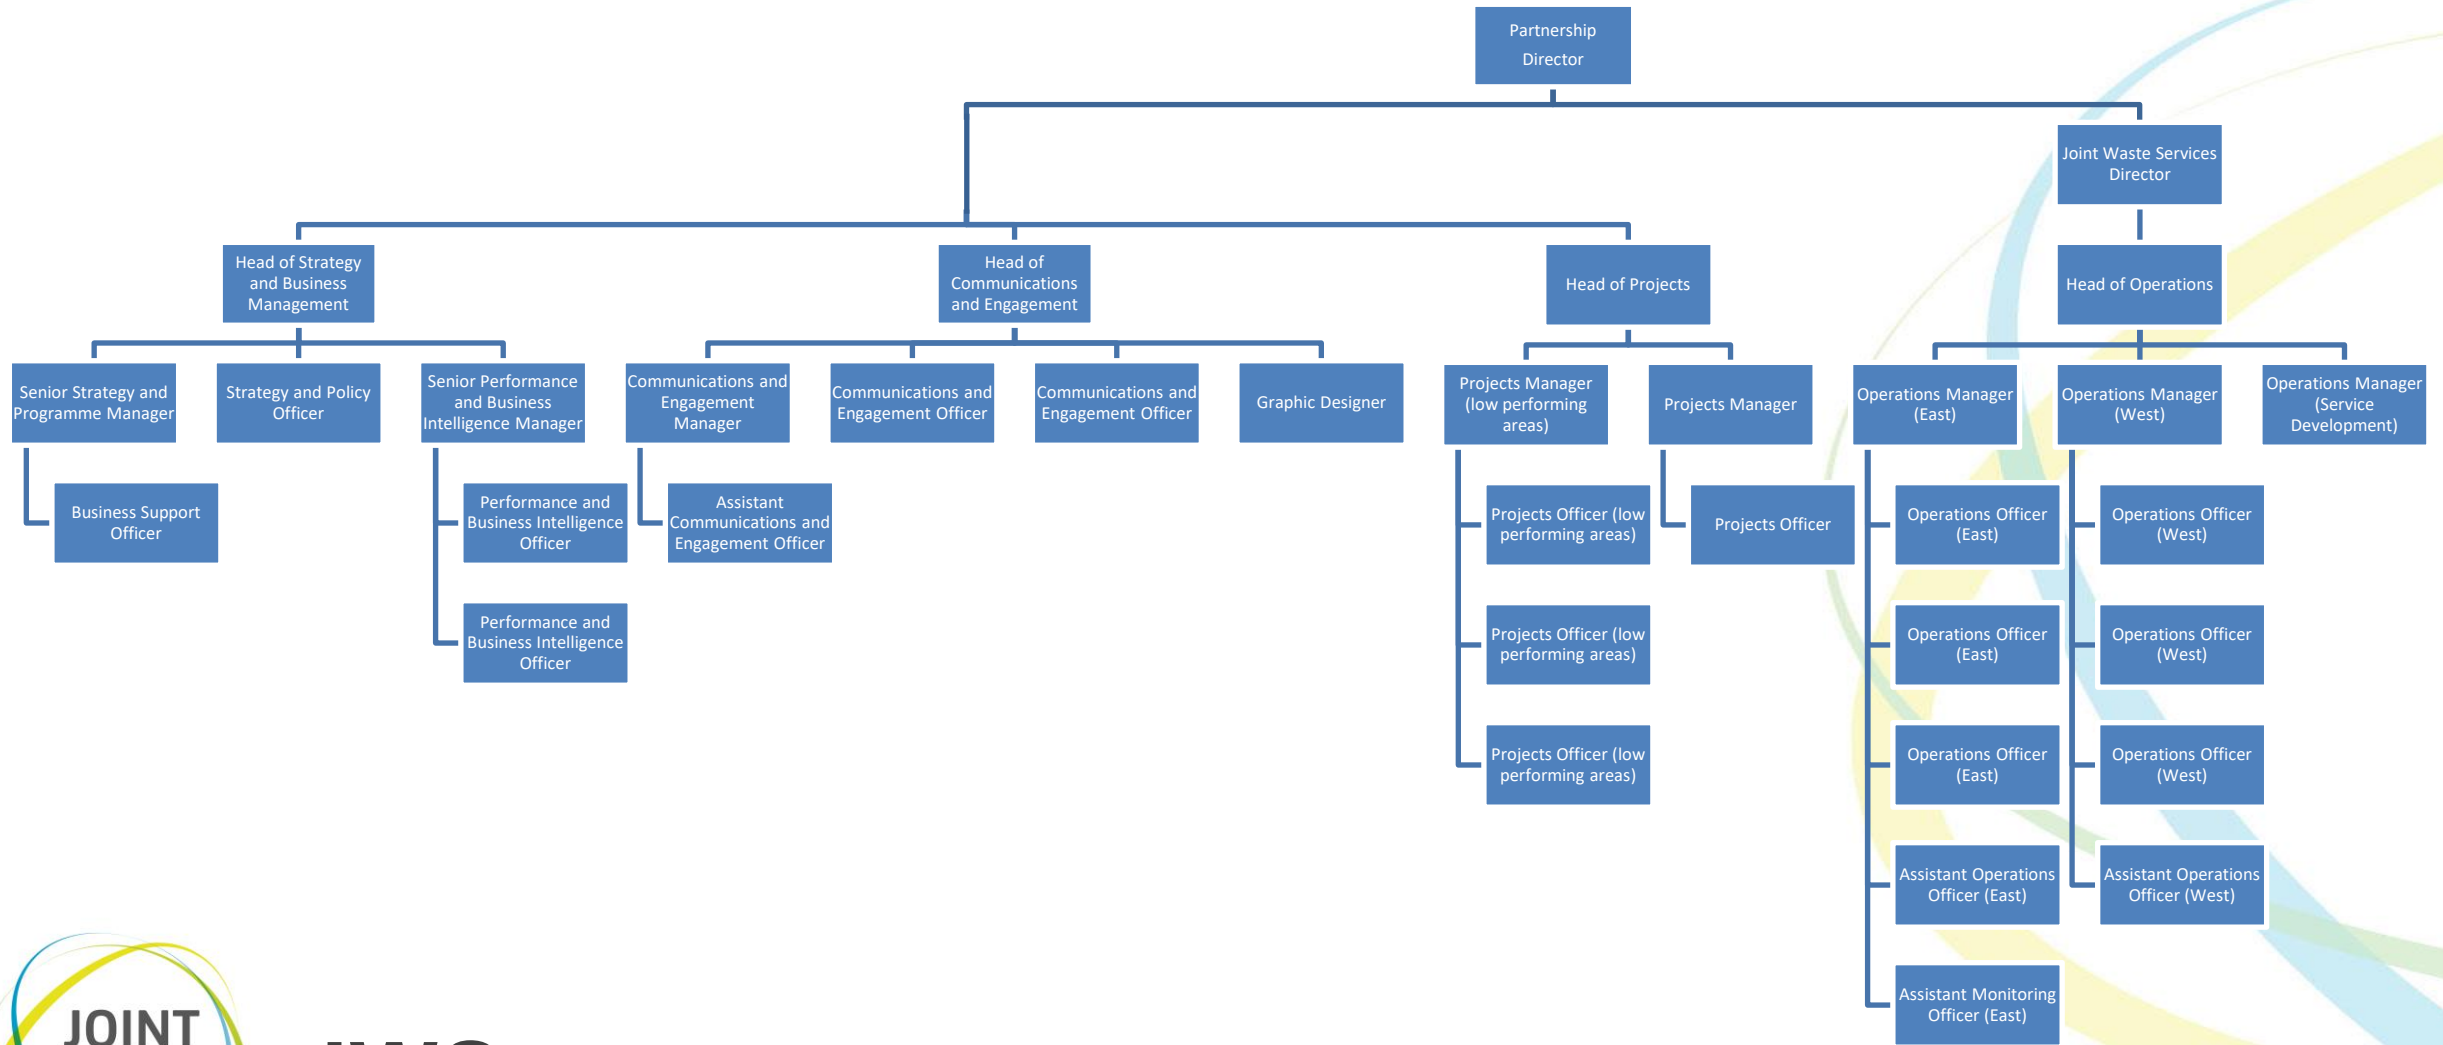 Partnership
Director
Joint Waste Services
Director
Head of Strategy
and Business
Management
Head of
Communications
and Engagement
Head of Projects
Head of Operations
Senior Strategy and
Programme Manager
Strategy and Policy
Officer
Senior Performance
and Business
Intelligence Manager
Communications and
Engagement
Manager
Communications and
Engagement Officer
Communications and
Engagement Officer
Graphic Designer
Projects Manager
(low performing
areas)
Projects Manager
Operations Manager
(East)
Operations Manager
(West)
Operations Manager
(Service
Development)
Business Support
Officer
Performance and
Business Intelligence
Officer
Assistant
Communications and
Engagement Officer
Projects Officer (low
performing areas)
Projects Officer
Operations Officer
(East)
Operations Officer
(West)
Performance and
Business Intelligence
Officer
Projects Officer (low
performing areas)
Operations Officer
(East)
Operations Officer
(West)
Projects Officer (low
performing areas)
Operations Officer
(East)
Operations Officer
(West)
Assistant Operations
Officer (East)
Assistant Operations
Officer (West)
Assistant Monitoring
Officer (East)
JOINT